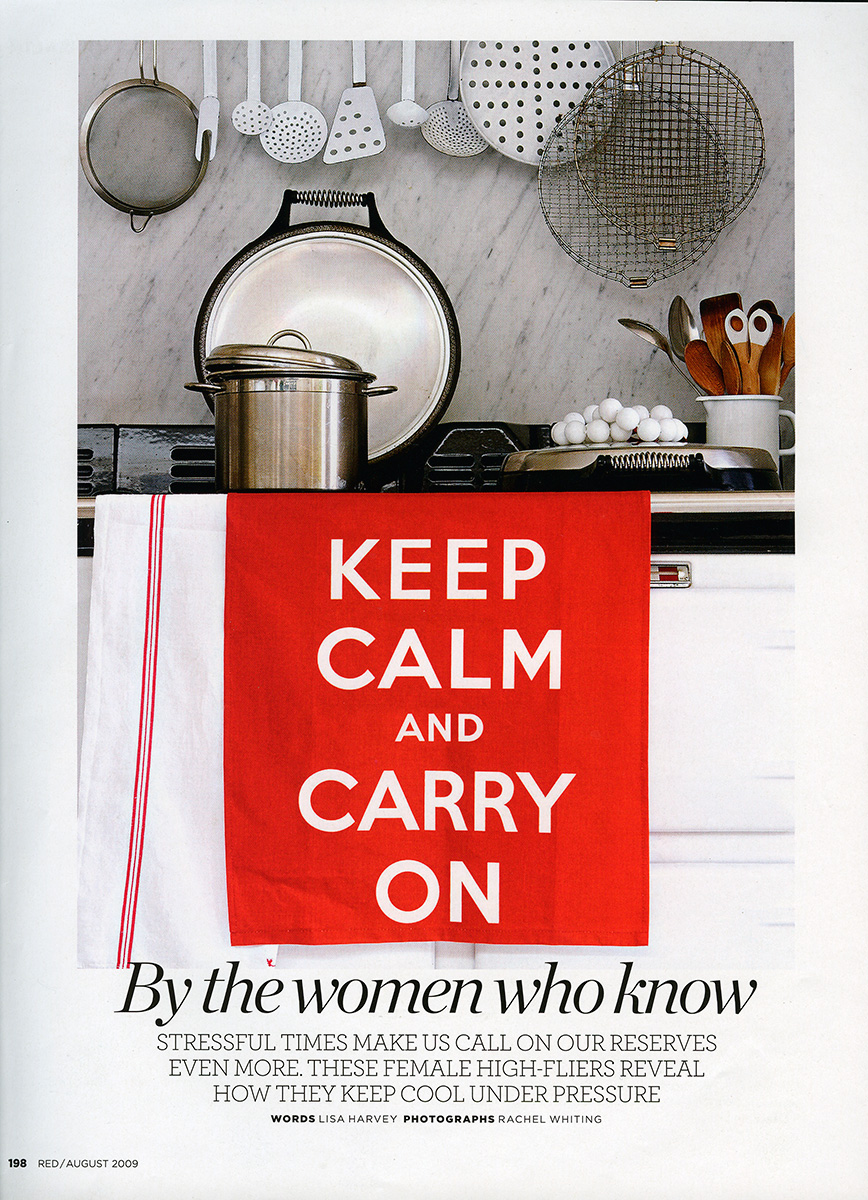 KEEP
CALM
AND
CARRY
ON
By the women who know
STRESSFUL TIMES MAKE US CALL ON OUR RESERVES
EVEN MORE. THESE FEMALE HIGH-FLIERS REVEAL
HOW THEY KEEP COOL UNDER PRESSURE
WORDS LISA HARVEY PHOTOGRAPHS RACHEL WHITING
198 RED/AUGUST 2009